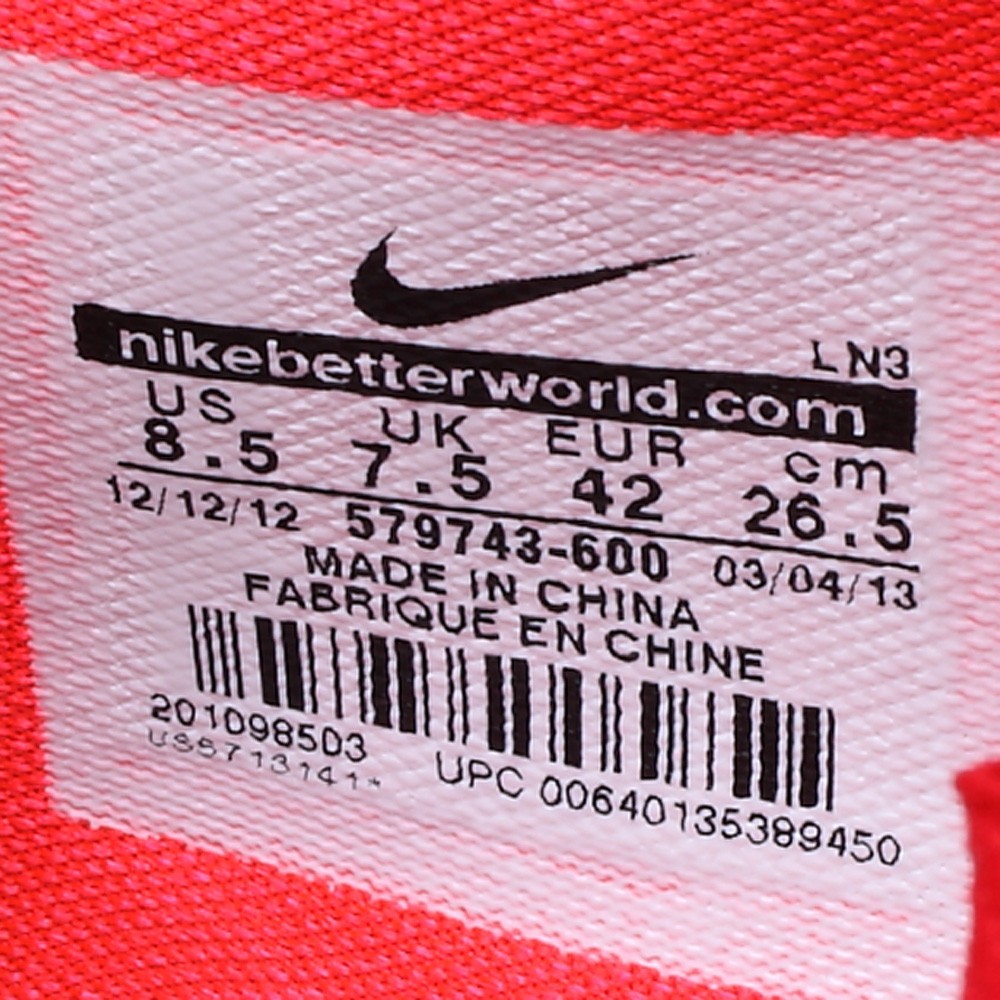 LN3
nikebetterworld.com
US UK EUR cm
8.5 7.5 42 26.5
12/12/12 579743-600 03/04/13
MADE IN CHINA
FABRIQUE EN CHINE
201098503 UPC 00640135389450
US5713141*